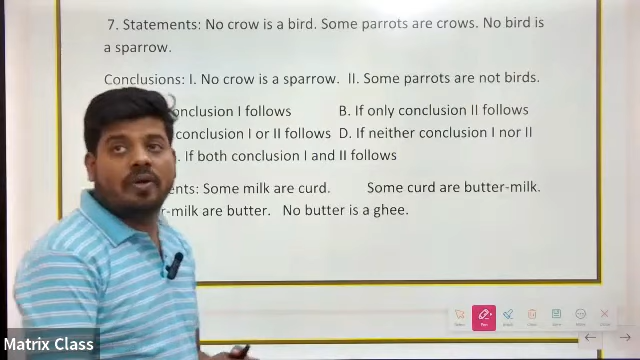 7. Statements: No crow is a bird. Some parrots are crows. No bird is
a sparrow.
Conclusions: I. No crow is a sparrow. II. Some parrots are not birds.
onclusion I follows B. If only conclusion II follows
conclusion I or II follows D. If neither conclusion I nor II
. If both conclusion I and II follows
ents: Some milk are curd. Some curd are butter-milk.
r-milk are butter. No butter is a ghee.
Matrix Class